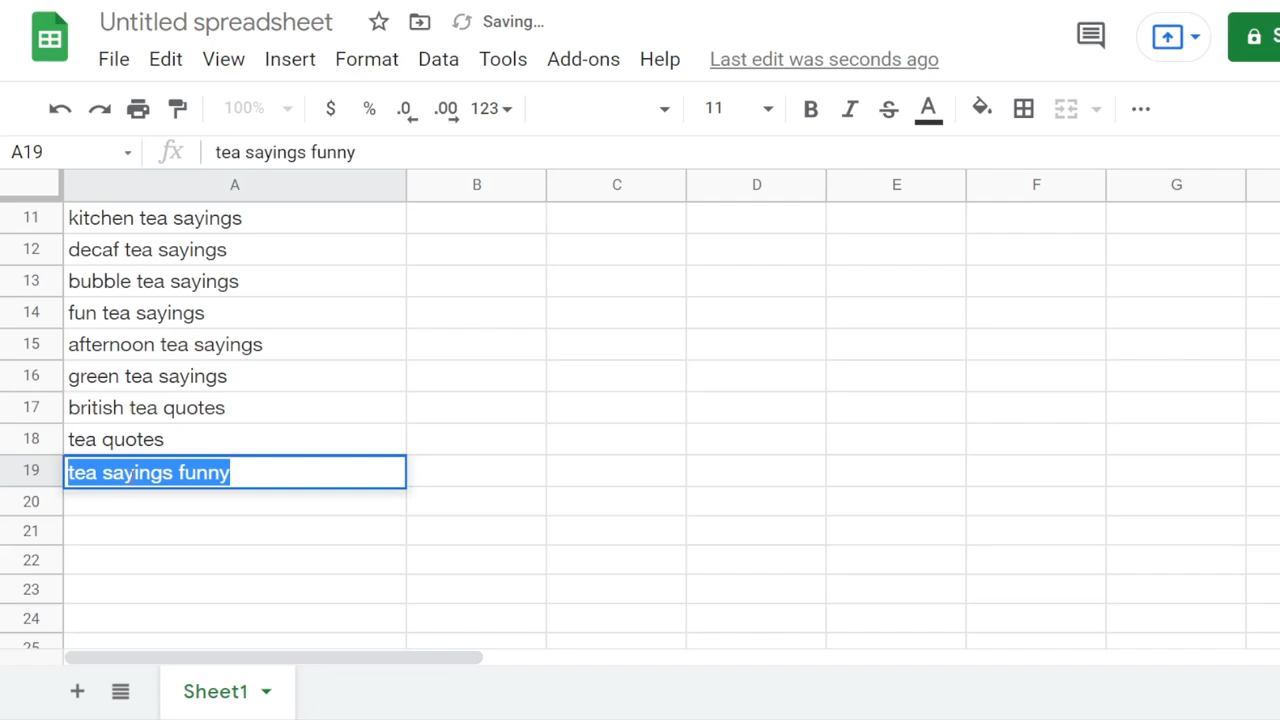 Untitled spreadsheet Saving...
File Edit View Insert Format Data Tools Add-ons Help Last edit was seconds ago
100% $ % .0 .00 123 11 B I S A
A19 fx tea sayings funny
A B C D E F G
11 kitchen tea sayings
12 decaf tea sayings
13 bubble tea sayings
14 fun tea sayings
15 afternoon tea sayings
16 green tea sayings
17 british tea quotes
18 tea quotes
19 tea sayings funny
20
21
22
23
24
25
+ Sheet1